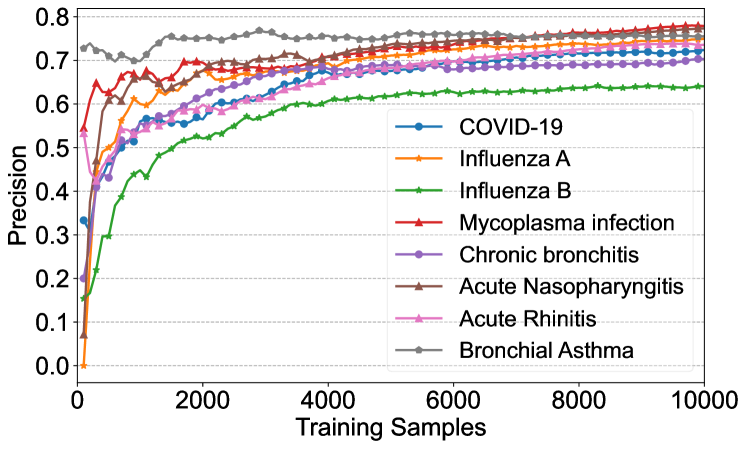 0.8
0.7
0.6
0.5
0.4
0.3
0.2
0.1
0.0
Precision
COVID-19
Influenza A
Influenza B
Mycoplasma infection
Chronic bronchitis
Acute Nasopharyngitis
Acute Rhinitis
Bronchial Asthma
0 2000 4000 6000 8000 10000
Training Samples